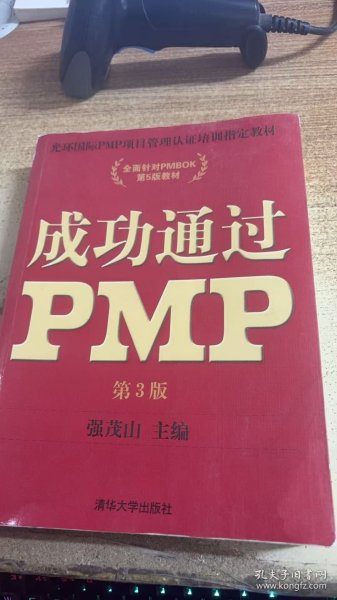 光环国际PMP项目管理认证培训指定教材
全面针对PMBOK
第5版教材
成功通过
PMP
第3版
强茂山 主编
清华大学出版社
孔夫子旧书网
www.kongfz.com